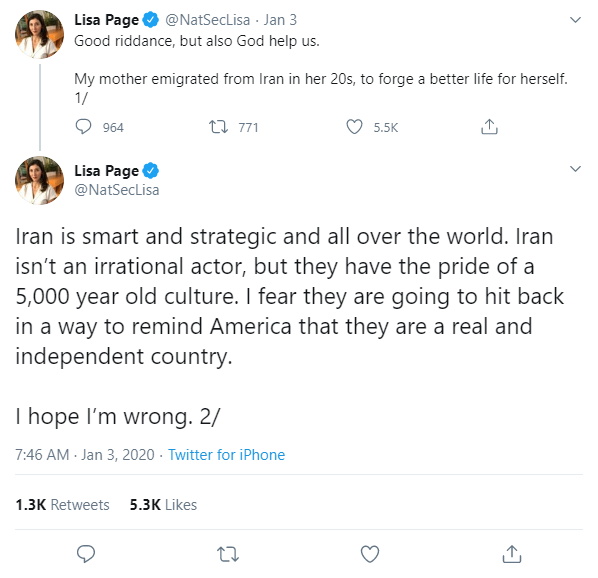 Lisa Page @NatSecLisa · Jan 3
Good riddance, but also God help us.
My mother emigrated from Iran in her 20s, to forge a better life for herself.
1/
964 771 5.5K
Lisa Page
@NatSecLisa
Iran is smart and strategic and all over the world. Iran
isn’t an irrational actor, but they have the pride of a
5,000 year old culture. I fear they are going to hit back
in a way to remind America that they are a real and
independent country.
I hope I’m wrong. 2/
7:46 AM · Jan 3, 2020 · Twitter for iPhone
1.3K Retweets 5.3K Likes